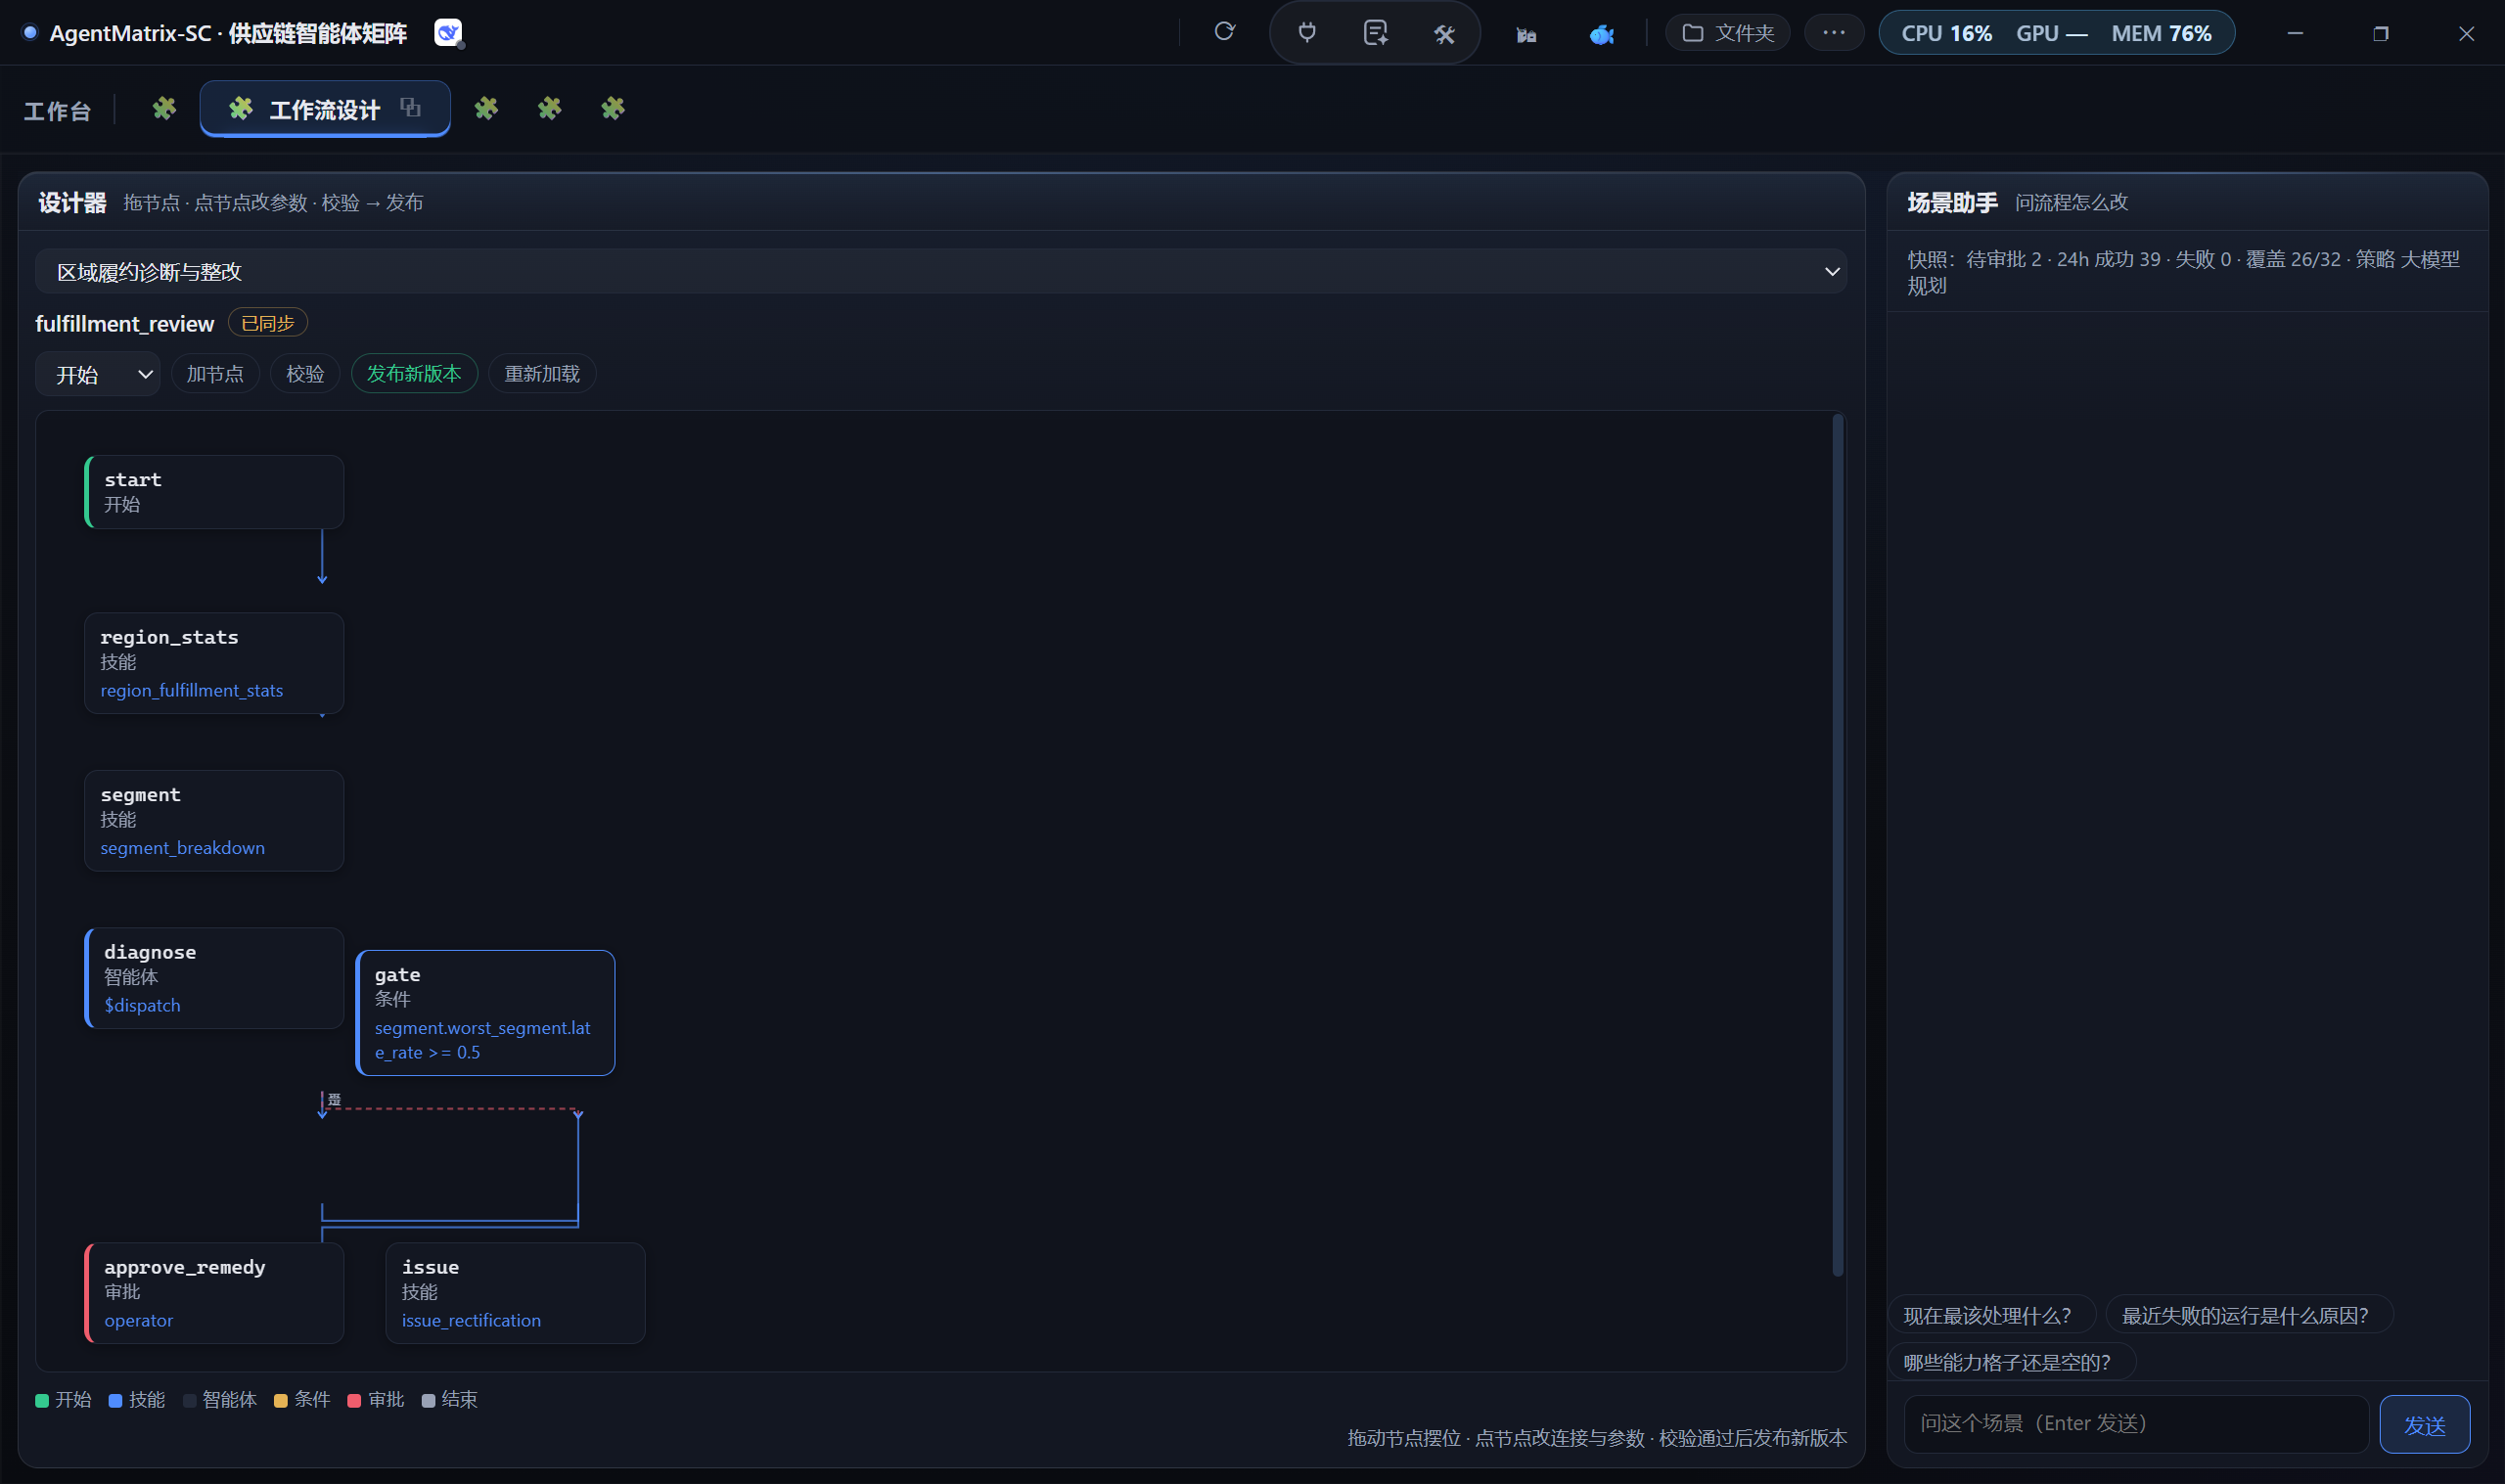 AgentMatrix-SC · 供应链智能体矩阵
文件夹
···
CPU 16% GPU — MEM 76%
工作台
工作流设计
设计器 拖节点 · 点节点改参数 · 校验 → 发布
区域履约诊断与整改
fulfillment_review 已同步
开始 加节点 校验 发布新版本 重新加载
start
开始
region_stats
技能
region_fulfillment_stats
segment
技能
segment_breakdown
diagnose
智能体
$dispatch
gate
条件
segment.worst_segment.lat
e_rate >= 0.5
approve_remedy
审批
operator
issue
技能
issue_rectification
开始 技能 智能体 条件 审批 结束
拖动节点摆位 · 点节点改连接与参数 · 校验通过后发布新版本
场景助手 问流程怎么改
快照：待审批 2 · 24h 成功 39 · 失败 0 · 覆盖 26/32 · 策略 大模型
规划
现在最该处理什么？ 最近失败的运行是什么原因？
哪些能力格子还是空的？
问这个场景（Enter 发送）
发送